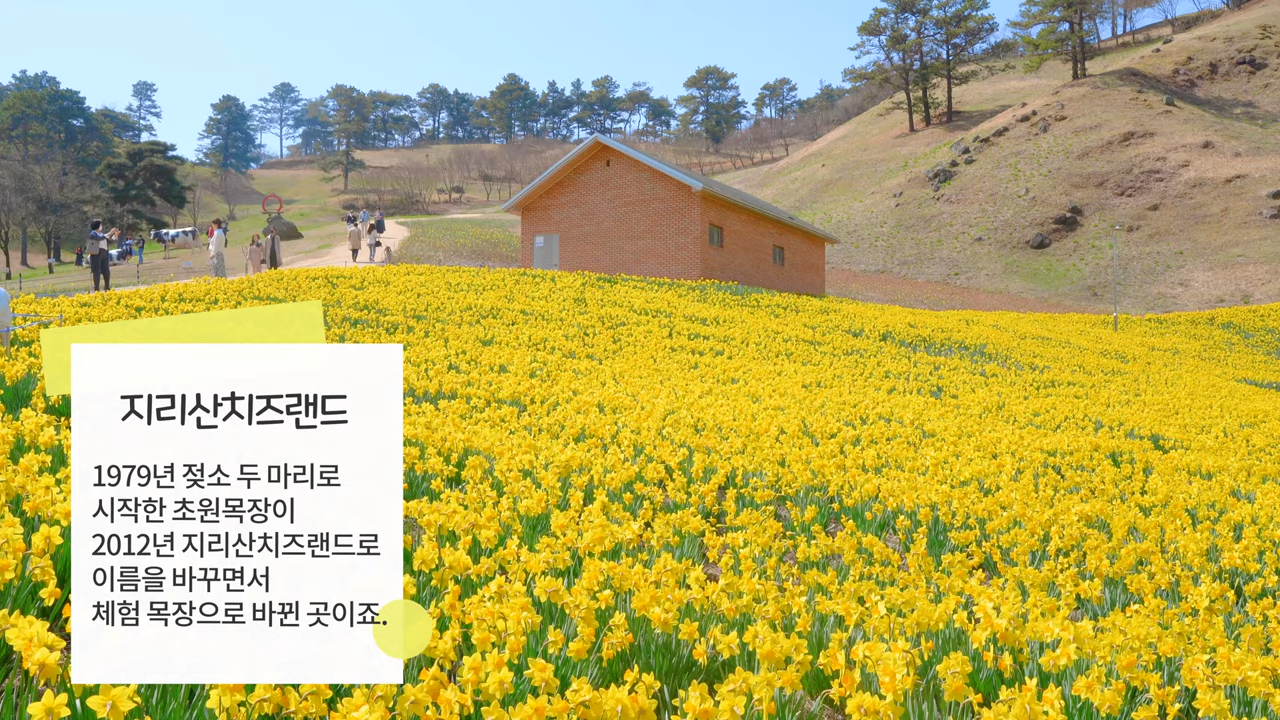 지리산치즈랜드
1979년 젖소 두 마리로
시작한 초원목장이
2012년 지리산치즈랜드로
이름을 바꾸면서
체험 목장으로 바뀐 곳이죠.